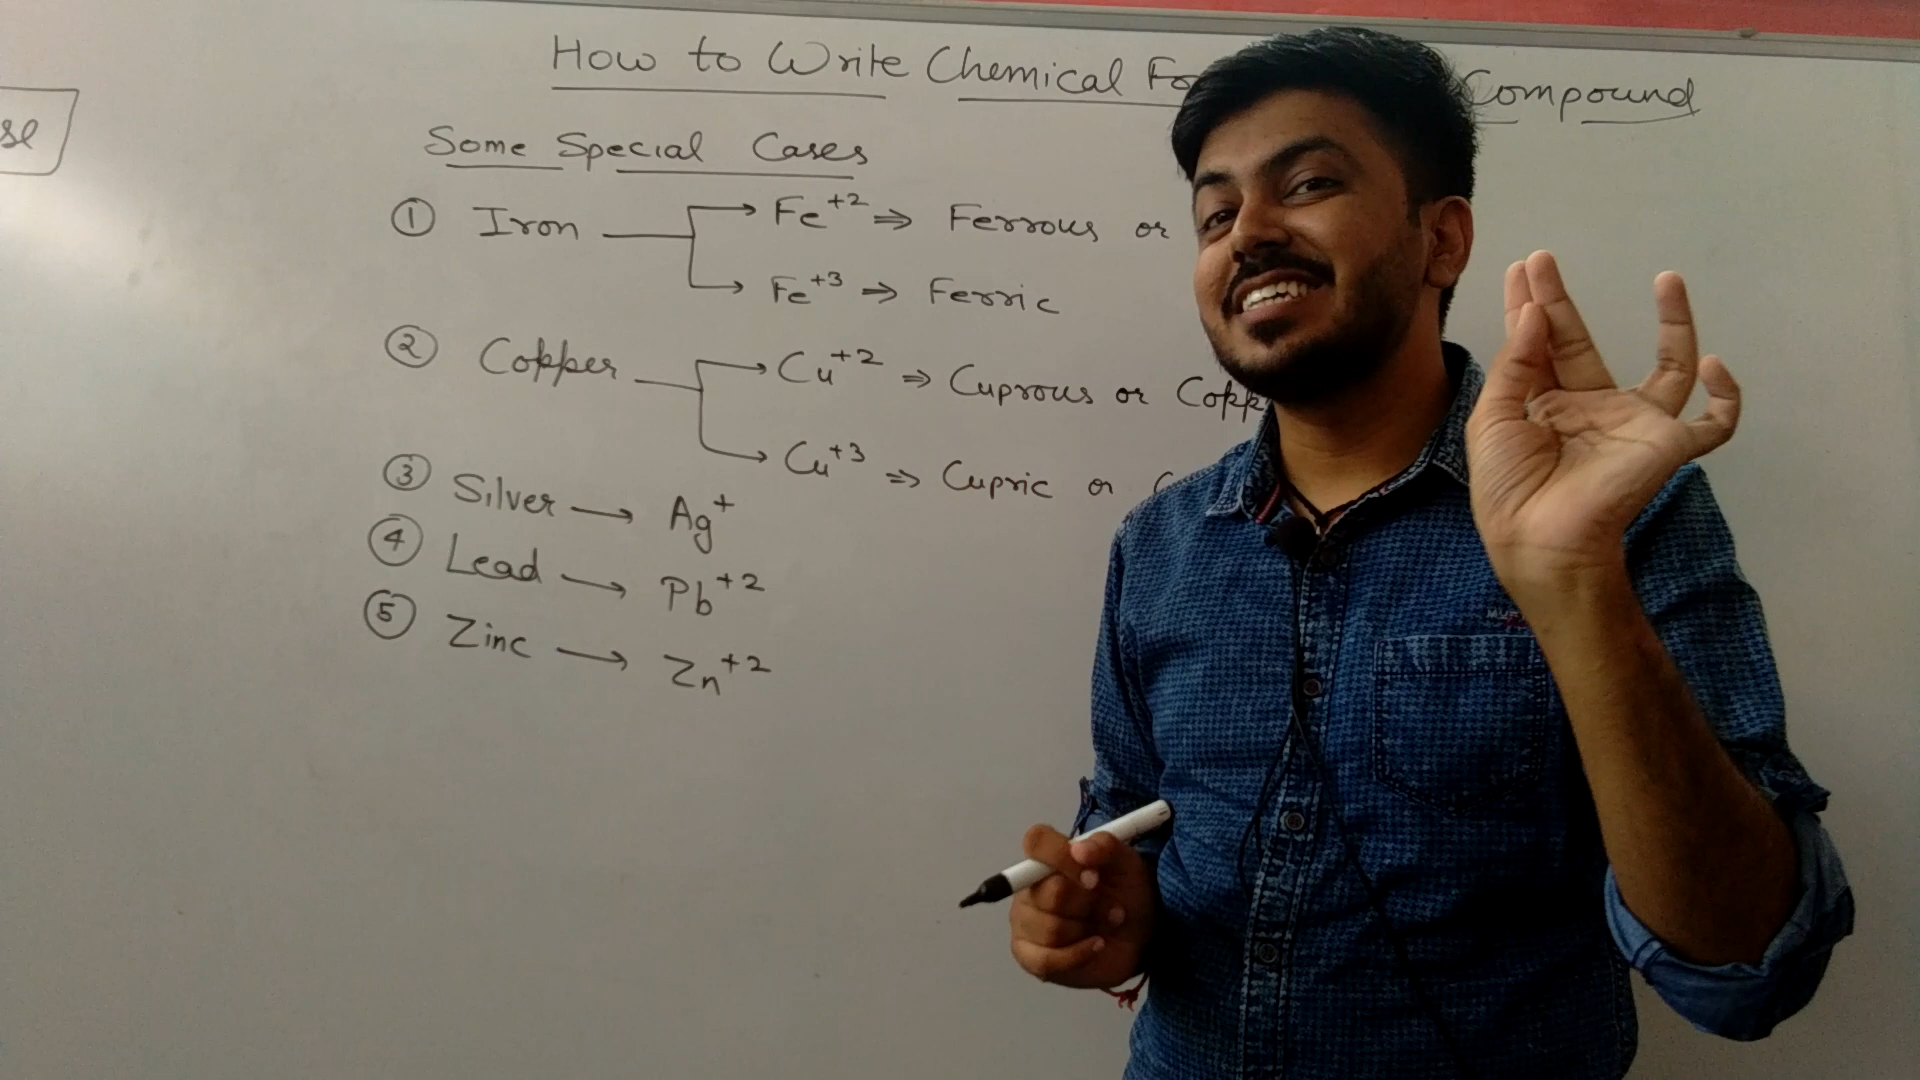 How to Write Chemical Fo Compound
se
Some Special Cases
① Iron → Fe+2 ⇒ Ferrous or
→ Fe+3 ⇒ Ferric
② Copper → Cu+2 ⇒ Cuprous or Copp
→ Cu+3 ⇒ Cupric or C
③ Silver → Ag+
④ Lead → Pb+2
⑤ Zinc → Zn+2